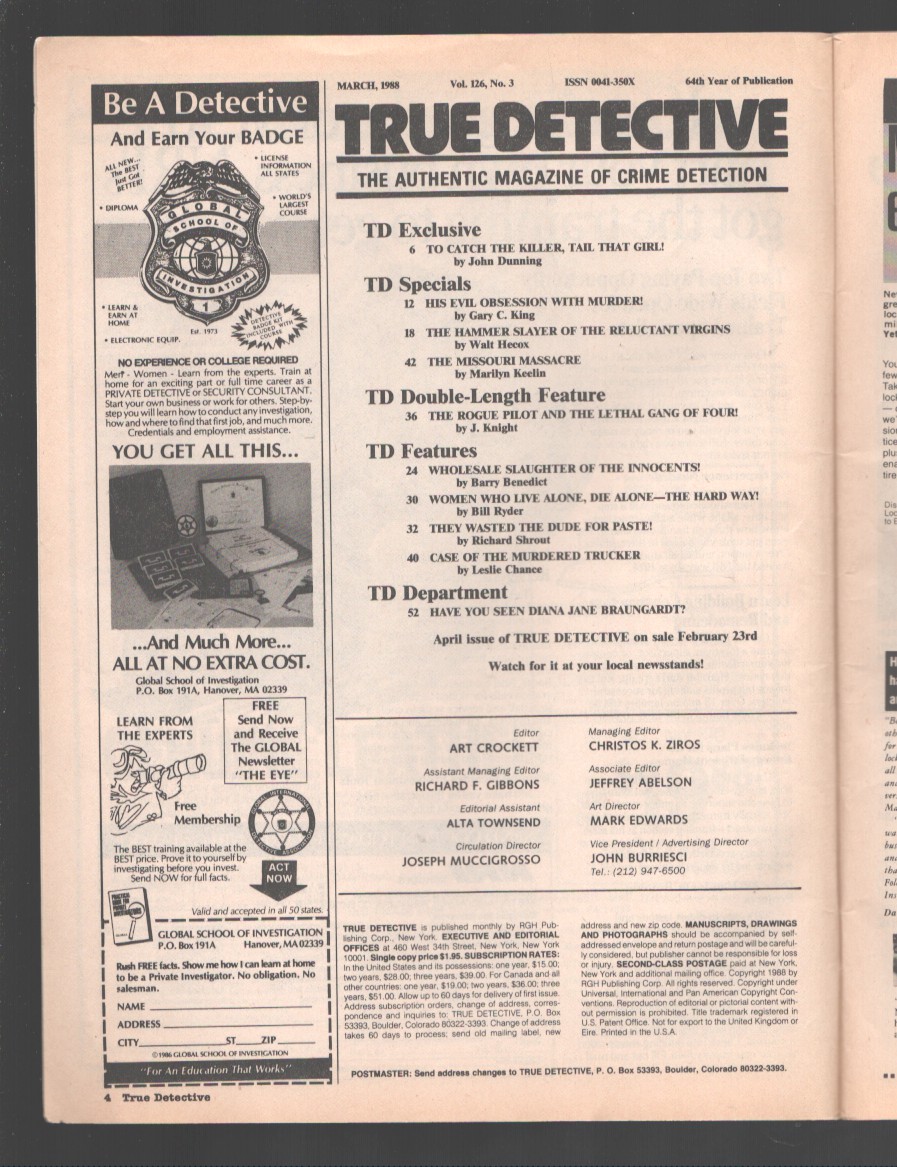 Be A Detective
And Earn Your BADGE
ALL NEW...
The BEST
Just Got
BETTER!
• LICENSE
INFORMATION
ALL STATES
• DIPLOMA
• WORLD'S
LARGEST
COURSE
GLOBAL
SCHOOL OF
INVESTIGATION
1
• LEARN &
EARN AT
HOME
Est. 1973
DETECTIVE
BADGE KIT
INCLUDED WITH
COURSE
• ELECTRONIC EQUIP.
NO EXPERIENCE OR COLLEGE REQUIRED
Men - Women - Learn from the experts. Train at
home for an exciting part or full time career as a
PRIVATE DETECTIVE or SECURITY CONSULTANT.
Start your own business or work for others. Step-by-
step you will learn how to conduct any investigation,
how and where to find that first job, and much more.
Credentials and employment assistance.
YOU GET ALL THIS...
...And Much More...
ALL AT NO EXTRA COST.
Global School of Investigation
P.O. Box 191A, Hanover, MA 02339
LEARN FROM
THE EXPERTS
FREE
Send Now
and Receive
The GLOBAL
Newsletter
"THE EYE"
Free
Membership
The BEST training available at the
BEST price. Prove it to yourself by
investigating before you invest.
Send NOW for full facts.
ACT
NOW
Valid and accepted in all 50 states.
GLOBAL SCHOOL OF INVESTIGATION
P.O. Box 191A Hanover, MA 02339
Rush FREE facts. Show me how I can learn at home
to be a Private Investigator. No obligation. No
salesman.
NAME
ADDRESS
CITY ST ZIP
©1986 GLOBAL SCHOOL OF INVESTIGATION
"For An Education That Works"
4 True Detective
MARCH, 1988 Vol. 126, No. 3 ISSN 0041-350X 64th Year of Publication
TRUE DETECTIVE
THE AUTHENTIC MAGAZINE OF CRIME DETECTION
TD Exclusive
6 TO CATCH THE KILLER, TAIL THAT GIRL!
by John Dunning
TD Specials
12 HIS EVIL OBSESSION WITH MURDER!
by Gary C. King
18 THE HAMMER SLAYER OF THE RELUCTANT VIRGINS
by Walt Hecox
42 THE MISSOURI MASSACRE
by Marilyn Keelin
TD Double-Length Feature
36 THE ROGUE PILOT AND THE LETHAL GANG OF FOUR!
by J. Knight
TD Features
24 WHOLESALE SLAUGHTER OF THE INNOCENTS!
by Barry Benedict
30 WOMEN WHO LIVE ALONE, DIE ALONE—THE HARD WAY!
by Bill Ryder
32 THEY WASTED THE DUDE FOR PASTE!
by Richard Shrout
40 CASE OF THE MURDERED TRUCKER
by Leslie Chance
TD Department
52 HAVE YOU SEEN DIANA JANE BRAUNGARDT?
April issue of TRUE DETECTIVE on sale February 23rd
Watch for it at your local newsstands!
Editor
ART CROCKETT
Assistant Managing Editor
RICHARD F. GIBBONS
Editorial Assistant
ALTA TOWNSEND
Circulation Director
JOSEPH MUCCIGROSSO
Managing Editor
CHRISTOS K. ZIROS
Associate Editor
JEFFREY ABELSON
Art Director
MARK EDWARDS
Vice President / Advertising Director
JOHN BURRIESCI
Tel.: (212) 947-6500
TRUE DETECTIVE is published monthly by RGH Pub-
lishing Corp., New York. EXECUTIVE AND EDITORIAL
OFFICES at 460 West 34th Street, New York, New York
10001. Single copy price $1.95. SUBSCRIPTION RATES:
In the United States and its possessions: one year, $15.00;
two years, $28.00; three years, $39.00. For Canada and all
other countries: one year, $19.00; two years, $36.00; three
years, $51.00. Allow up to 60 days for delivery of first issue.
Address subscription orders, change of address, corres-
pondence and inquiries to: TRUE DETECTIVE, P.O. Box
53393, Boulder, Colorado 80322-3393. Change of address
takes 60 days to process; send old mailing label, new
address and new zip code. MANUSCRIPTS, DRAWINGS
AND PHOTOGRAPHS should be accompanied by self-
addressed envelope and return postage and will be careful-
ly considered, but publisher cannot be responsible for loss
or injury. SECOND-CLASS POSTAGE paid at New York,
New York and additional mailing office. Copyright 1988 by
RGH Publishing Corp. All rights reserved. Copyright under
Universal, International and Pan American Copyright Con-
ventions. Reproduction of editorial or pictorial content with-
out permission is prohibited. Title trademark registered in
U.S. Patent Office. Not for export to the United Kingdom or
Eire. Printed in the U.S.A.
POSTMASTER: Send address changes to TRUE DETECTIVE, P. O. Box 53393, Boulder, Colorado 80322-3393.